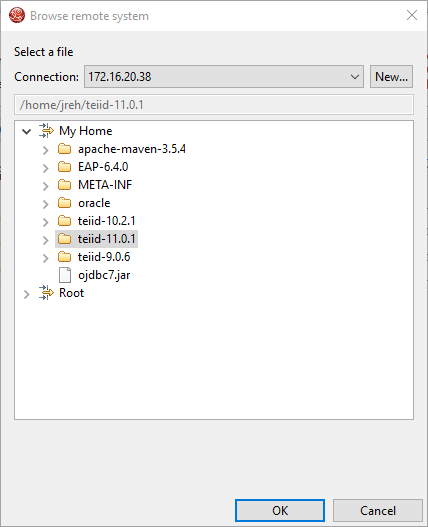 Browse remote system
Select a file
Connection: 172.16.20.38 New...
/home/jreh/teiid-11.0.1
My Home
apache-maven-3.5.4
EAP-6.4.0
META-INF
oracle
teiid-10.2.1
teiid-11.0.1
teiid-9.0.6
ojdbc7.jar
Root
OK Cancel